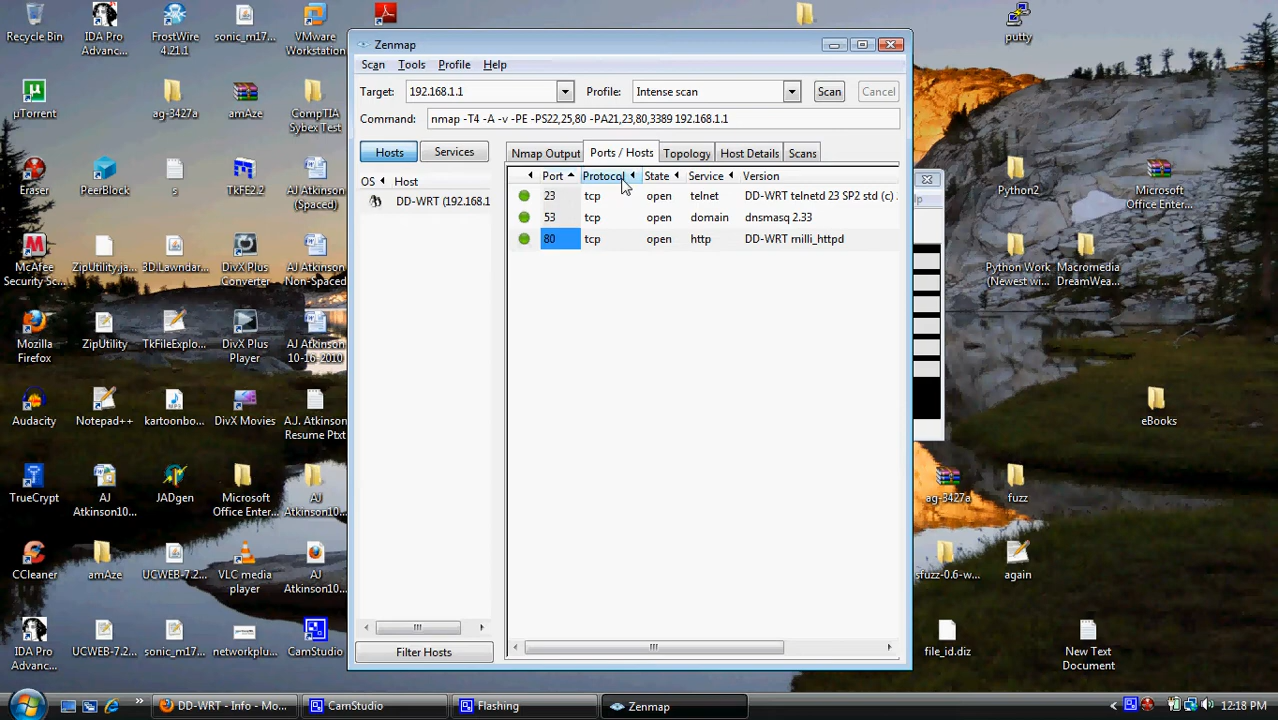 Recycle Bin
IDA Pro
Advanc...
FrostWire
4.21.1
sonic_m17...
VMware
Workstation
putty
µTorrent
ag-3427a
amAze
CompTIA
Sybex Test
Eraser
PeerBlock
s
TKFE2.2
AJ Atkinson
(Spaced)
McAfee
Security Sc...
ZipUtility.ja...
3D.Lawndar...
DivX Plus
Converter
AJ Atkinson
Non-Spaced
Mozilla
Firefox
ZipUtility
TkFileExplo...
DivX Plus
Player
AJ Atkinson
10-16-2010
Audacity
Notepad++
kartoonbo...
DivX Movies
A.J. Atkinson
Resume Ptxt
TrueCrypt
AJ
Atkinson10...
JADgen
Microsoft
Office Enter...
AJ
Atkinson10...
CCleaner
amAze
UCWEB-7.2...
VLC media
player
AJ
Atkinson10...
IDA Pro
Advanc...
UCWEB-7.2...
sonic_m17...
networkplu...
CamStudio
Zenmap
Scan Tools Profile Help
Target: 192.168.1.1 Profile: Intense scan Scan Cancel
Command: nmap -T4 -A -v -PE -PS22,25,80 -PA21,23,80,3389 192.168.1.1
Hosts Services
Nmap Output Ports / Hosts Topology Host Details Scans
OS Host
DD-WRT (192.168.1
Port Protocol State Service Version
23 tcp open telnet DD-WRT telnetd 23 SP2 std (c)
53 tcp open domain dnsmasq 2.33
80 tcp open http DD-WRT milli_httpd
Filter Hosts
Python2
Microsoft
Office Enter...
Python Work
(Newest wi...
Macromedia
DreamWea...
eBooks
ag-3427a
fuzz
sfuzz-0.6-w...
again
file_id.diz
New Text
Document
DD-WRT - Info - Mo...
CamStudio
Flashing
Zenmap
12:18 PM